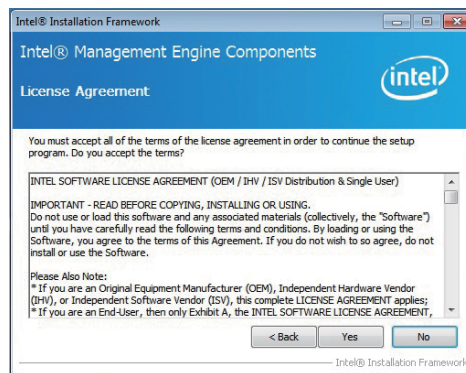 Intel® Installation Framework
Intel® Management Engine Components
License Agreement
intel
You must accept all of the terms of the license agreement in order to continue the setup
program. Do you accept the terms?
INTEL SOFTWARE LICENSE AGREEMENT (OEM / IHV / ISV Distribution & Single User)
IMPORTANT - READ BEFORE COPYING, INSTALLING OR USING.
Do not use or load this software and any associated materials (collectively, the "Software")
until you have carefully read the following terms and conditions. By loading or using the
Software, you agree to the terms of this Agreement. If you do not wish to so agree, do not
install or use the Software.
Please Also Note:
* If you are an Original Equipment Manufacturer (OEM), Independent Hardware Vendor
(IHV), or Independent Software Vendor (ISV), this complete LICENSE AGREEMENT applies;
* If you are an End-User, then only Exhibit A, the INTEL SOFTWARE LICENSE AGREEMENT,
< Back
Yes
No
Intel® Installation Framework